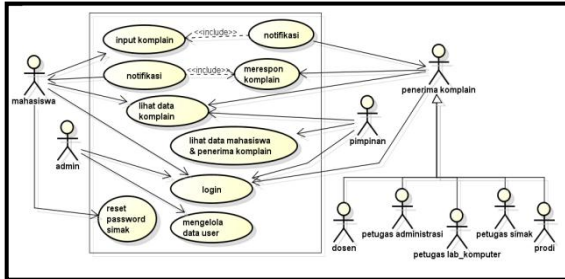 input komplain
<<include>>
notifikasi
notifikasi
<<include>>
merespon
komplain
mahasiswa
penerima komplain
lihat data
komplain
lihat data mahasiswa
& penerima komplain
pimpinan
admin
login
reset
password
simak
mengelola
data user
dosen
petugas administrasi
petugas lab_komputer
petugas simak
prodi